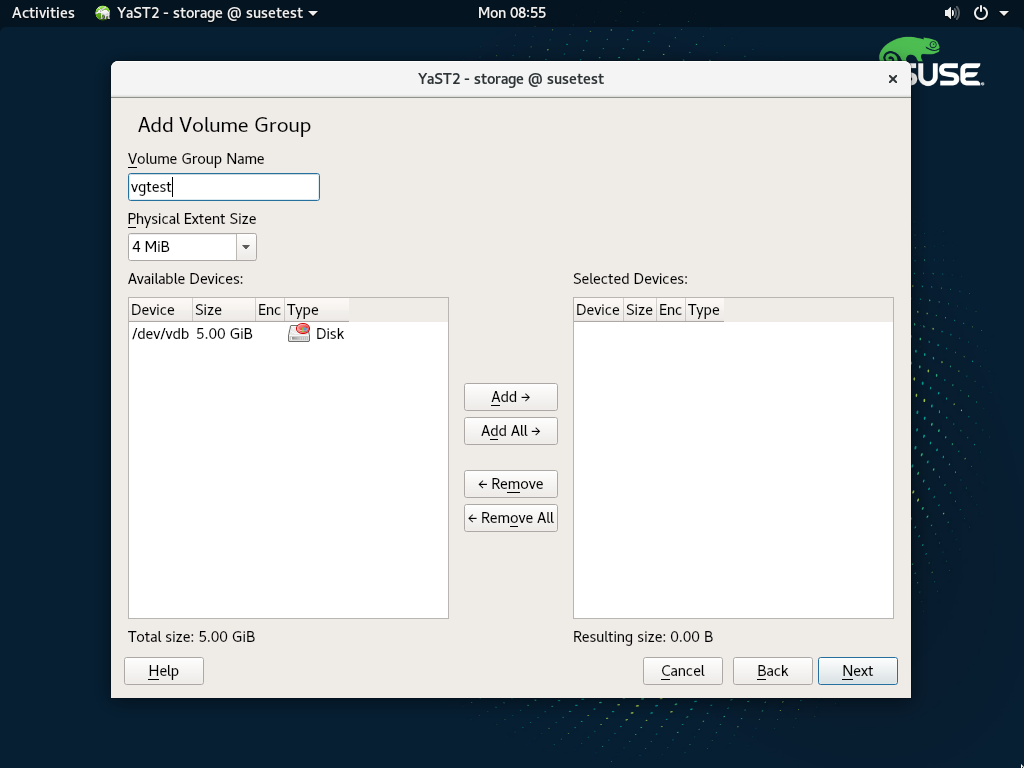 Activities YaST2 - storage @ susetest Mon 08:55
SUSE
YaST2 - storage @ susetest
Add Volume Group
Volume Group Name
vgtest
Physical Extent Size
4 MiB
Available Devices: Selected Devices:
Device Size Enc Type Device Size Enc Type
/dev/vdb 5.00 GiB Disk
Add →
Add All →
← Remove
← Remove All
Total size: 5.00 GiB Resulting size: 0.00 B
Help Cancel Back Next